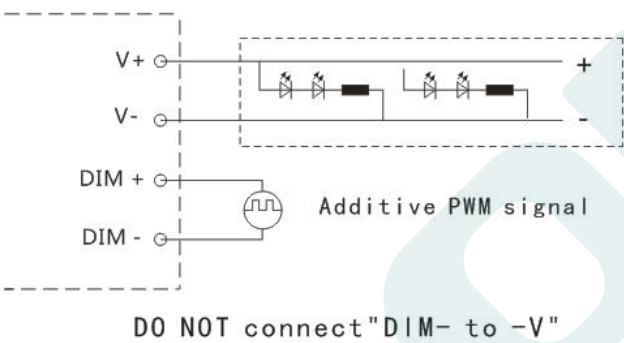 V+
+
V-
-
DIM +
Additive PWM signal
DIM -
DO NOT connect"DIM- to -V"